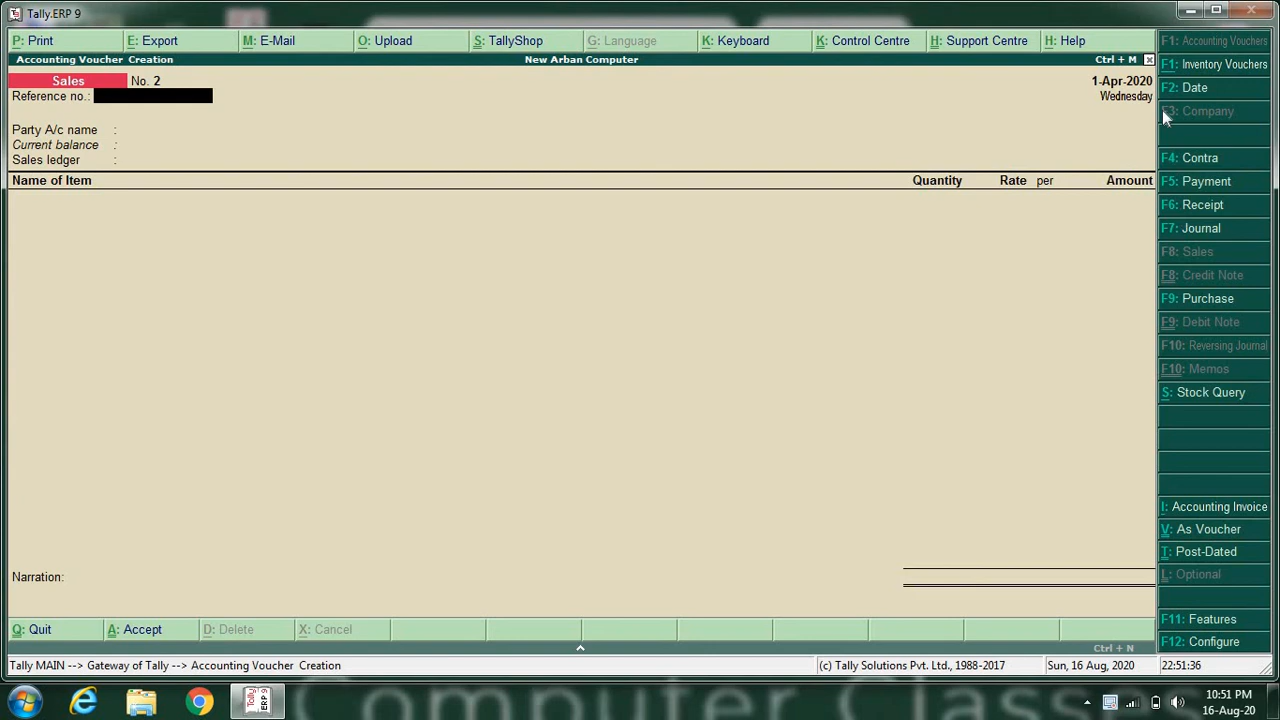 Tally.ERP 9
P: Print
E: Export
M: E-Mail
O: Upload
S: TallyShop
G: Language
K: Keyboard
K: Control Centre
H: Support Centre
H: Help
Accounting Voucher Creation
New Arban Computer
Ctrl + M
Sales
No. 2
1-Apr-2020
Reference no.:
Wednesday
Party A/c name :
Current balance :
Sales ledger :
Name of Item
Quantity
Rate
per
Amount
Narration:
F1: Accounting Vouchers
F1: Inventory Vouchers
F2: Date
F3: Company
F4: Contra
F5: Payment
F6: Receipt
F7: Journal
F8: Sales
F8: Credit Note
F9: Purchase
F9: Debit Note
F10: Reversing Journal
F10: Memos
S: Stock Query
I: Accounting Invoice
V: As Voucher
T: Post-Dated
L: Optional
F11: Features
F12: Configure
Q: Quit
A: Accept
D: Delete
X: Cancel
Ctrl + N
Tally MAIN --> Gateway of Tally --> Accounting Voucher Creation
(c) Tally Solutions Pvt. Ltd., 1988-2017
Sun, 16 Aug, 2020
22:51:36
Tally ERP 9
10:51 PM
16-Aug-20